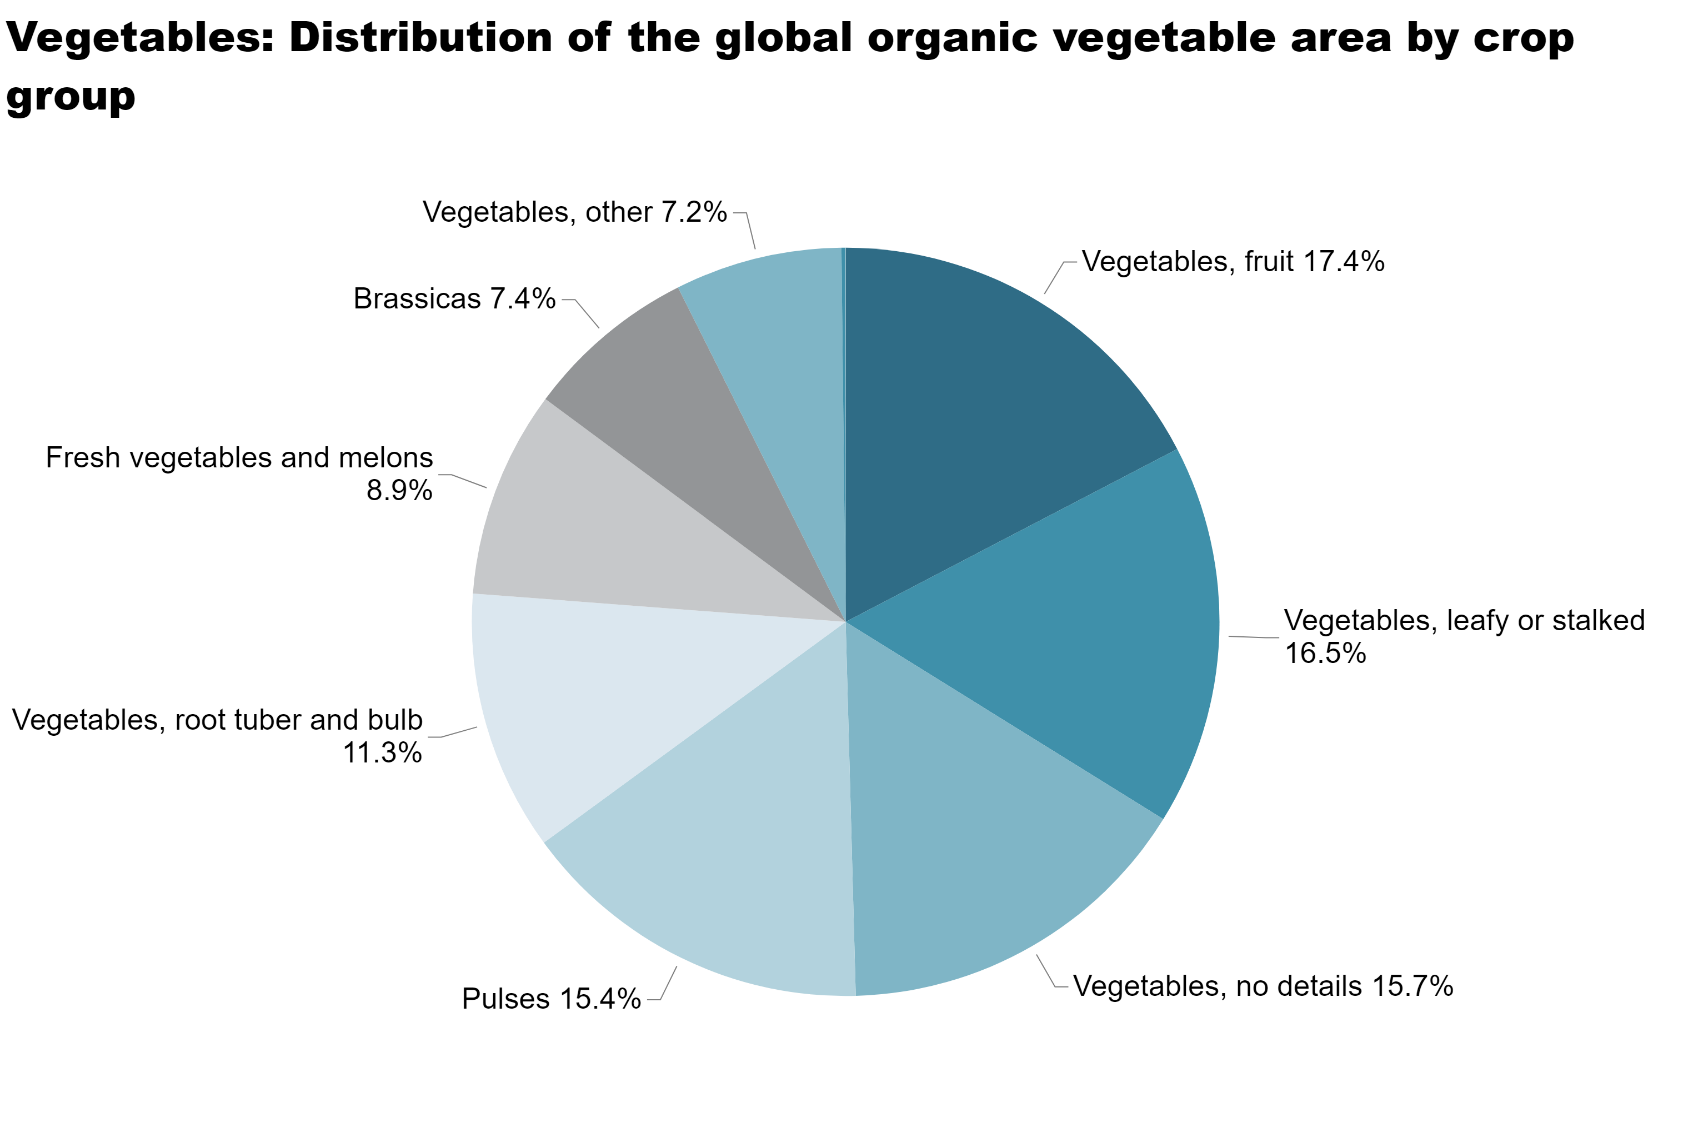 Vegetables: Distribution of the global organic vegetable area by crop
group
Vegetables, other 7.2%
Vegetables, fruit 17.4%
Brassicas 7.4%
Fresh vegetables and melons
8.9%
Vegetables, leafy or stalked
16.5%
Vegetables, root tuber and bulb
11.3%
Vegetables, no details 15.7%
Pulses 15.4%